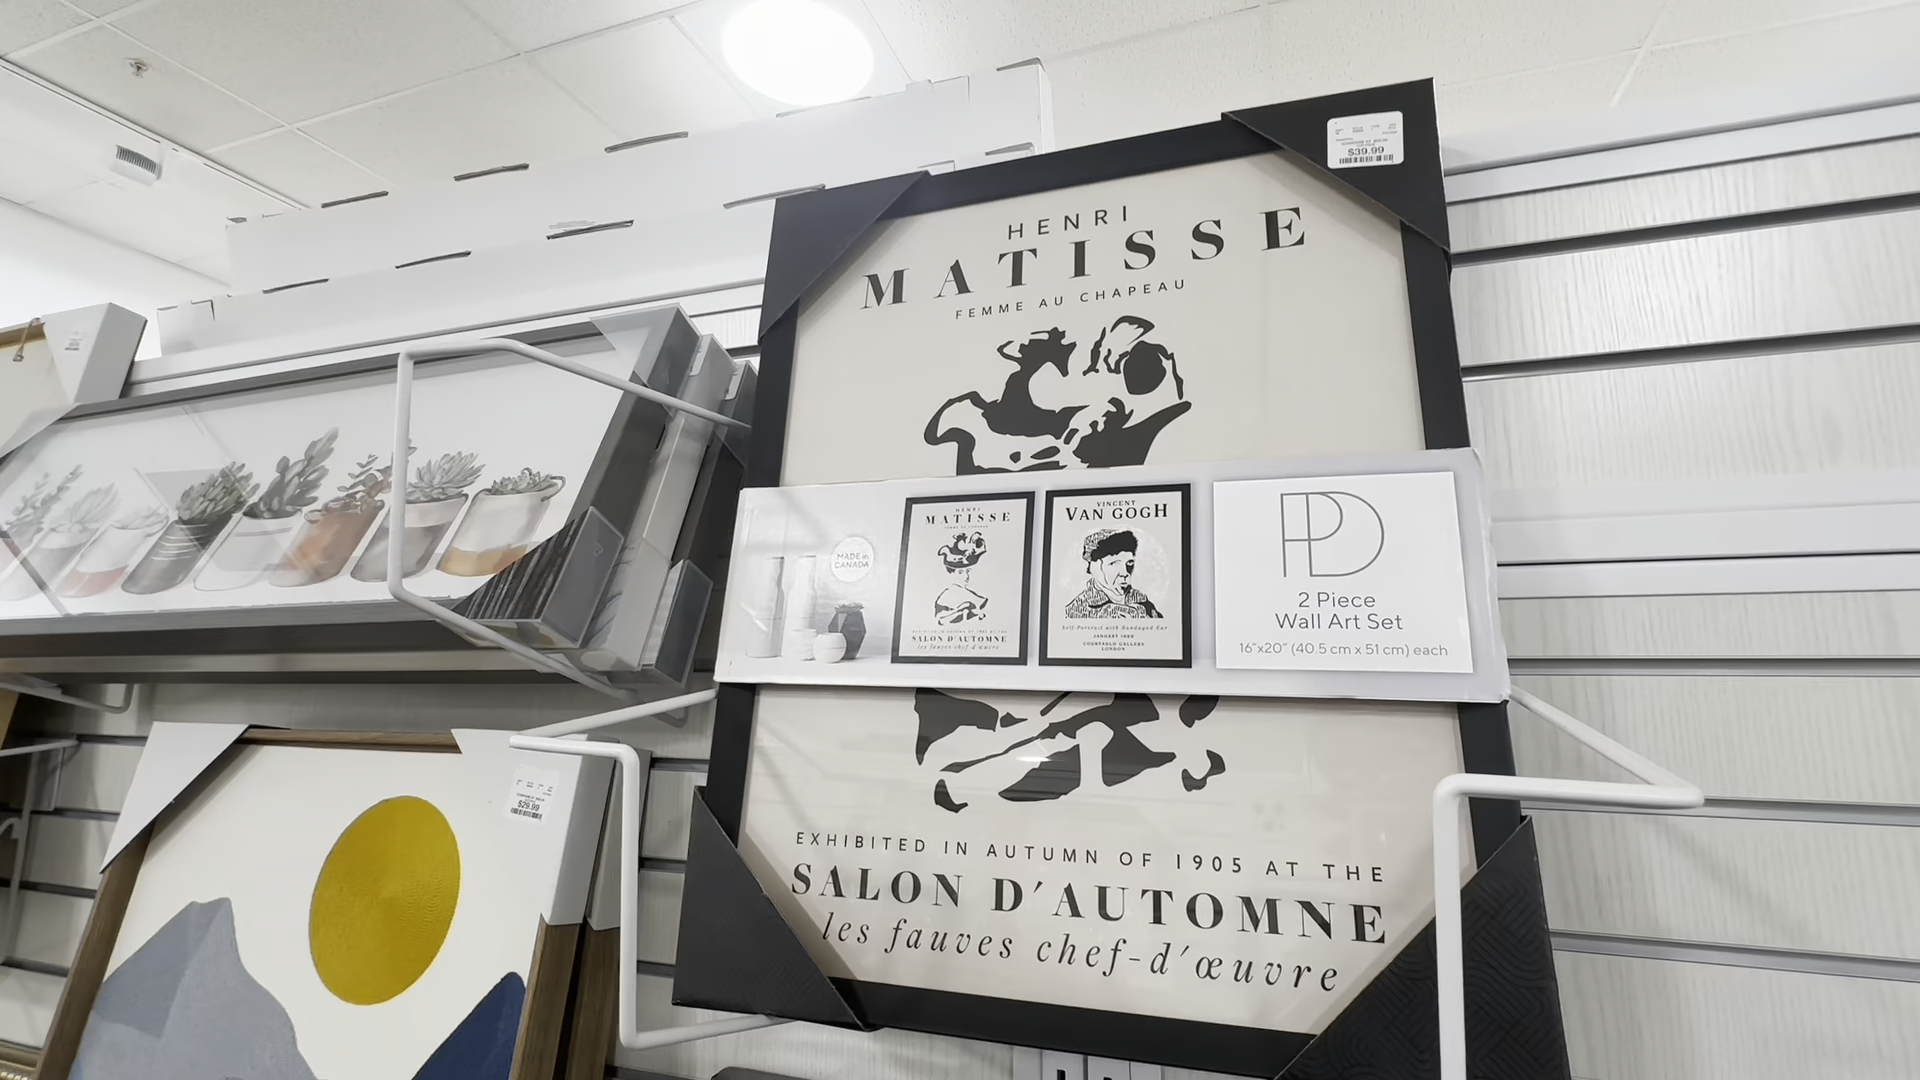 $39.99
HENRI
MATISSE
FEMME AU CHAPEAU
MADE in
CANADA
HENRI
MATISSE
SALON D'AUTOMNE
les fauves chef-d'œuvre
VINCENT
VAN GOGH
Self-Portrait with Bandaged Ear
JANUARY 1889
COURTAULD GALLERY
LONDON
PD
2 Piece
Wall Art Set
16"x20" (40.5 cm x 51 cm) each
EXHIBITED IN AUTUMN OF 1905 AT THE
SALON D'AUTOMNE
les fauves chef-d'œuvre
$29.99